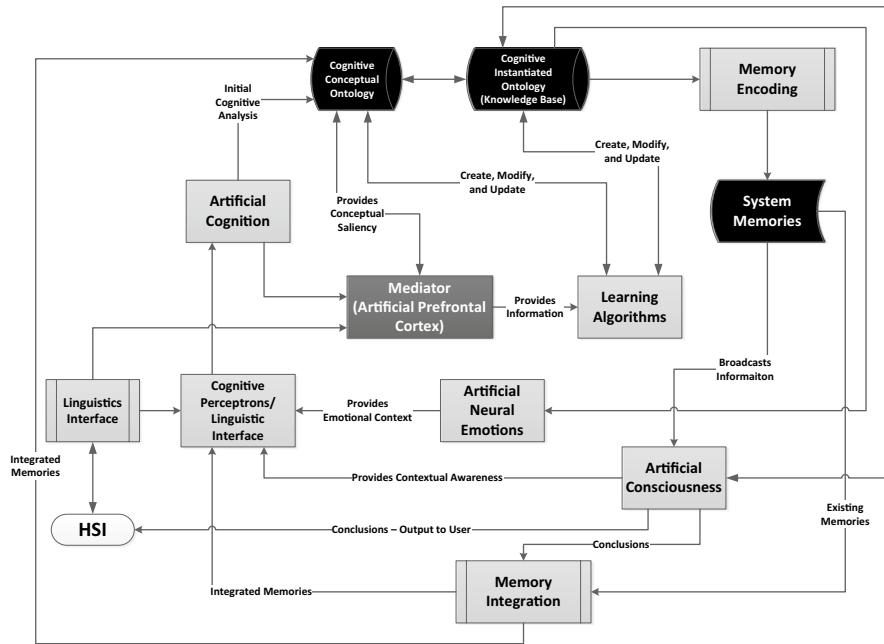 Cognitive
Conceptual
Ontology
Cognitive
Instantiated
Ontology
(Knowledge Base)
Memory
Encoding
Initial
Cognitive
Analysis
Create, Modify,
and Update
Create, Modify,
and Update
Artificial
Cognition
Provides
Conceptual
Saliency
System
Memories
Mediator
(Artificial Prefrontal
Cortex)
Provides
Information
Learning
Algorithms
Broadcasts
Informaiton
Linguistics
Interface
Cognitive
Perceptrons/
Linguistic
Interface
Provides
Emotional Context
Artificial
Neural
Emotions
Integrated
Memories
Provides Contextual Awareness
Artificial
Consciousness
Existing
Memories
HSI
Conclusions – Output to User
Conclusions
Integrated Memories
Memory
Integration